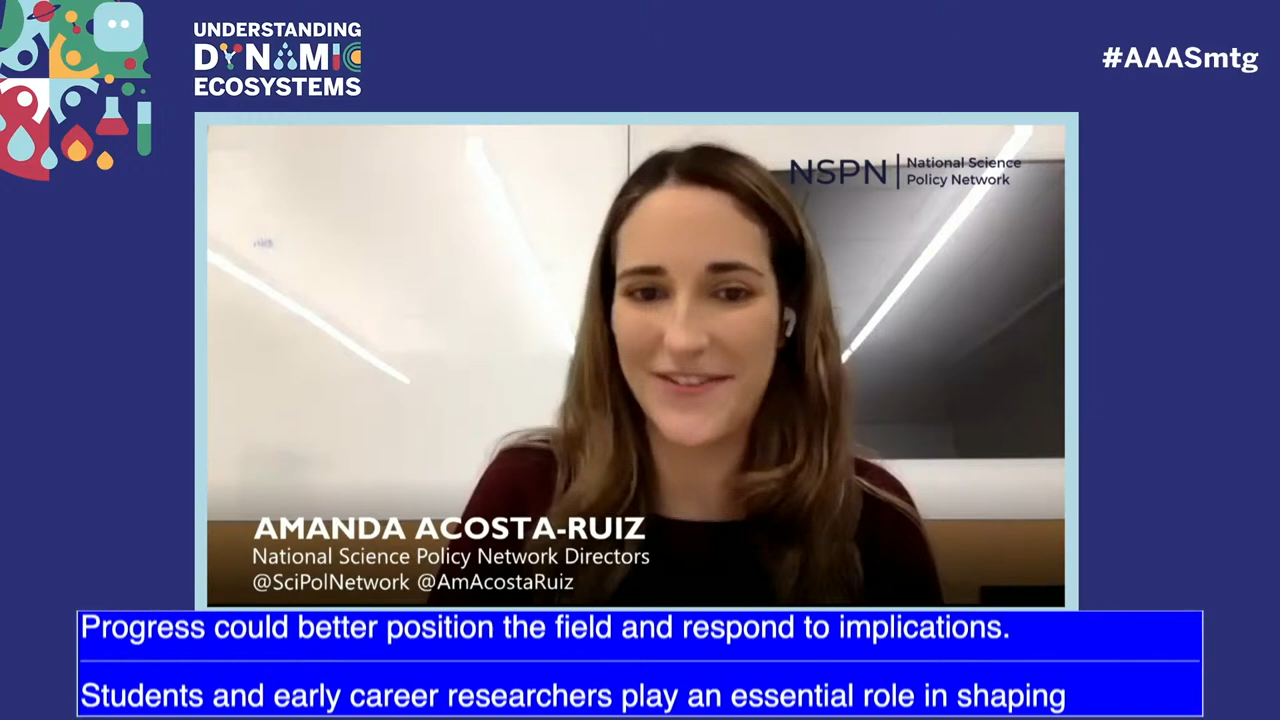 UNDERSTANDING
DYNAMIC
ECOSYSTEMS
#AAASmtg
NSPN | National Science
Policy Network
AMANDA ACOSTA-RUIZ
National Science Policy Network Directors
@SciPolNetwork @AmAcostaRuiz
Progress could better position the field and respond to implications.
Students and early career researchers play an essential role in shaping